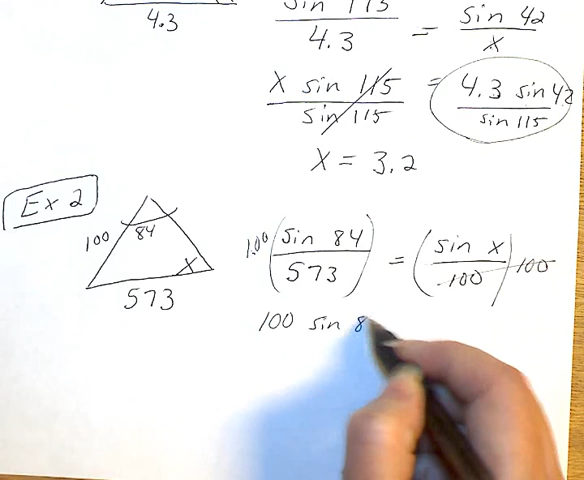 4.3
sin 115 / 4.3 = sin 42 / x
x sin 115 / sin 115 = 4.3 sin 42 / sin 115
x = 3.2
Ex 2
100
84
x
573
100 (sin 84 / 573) = (sin x / 100) 100
100 sin 8